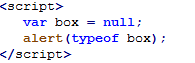 <script>
var box = null;
alert(typeof box);
</script>